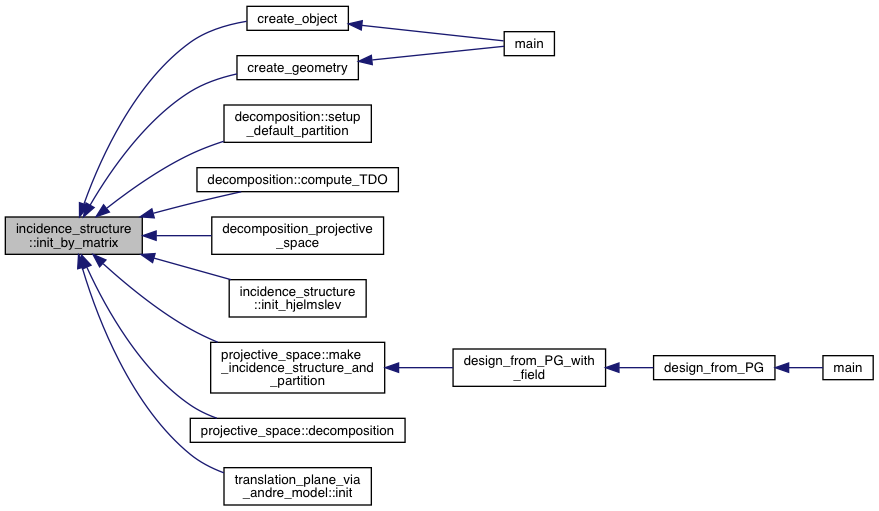 create_object
main
create_geometry
decomposition::setup
_default_partition
decomposition::compute_TDO
incidence_structure
::init_by_matrix
decomposition_projective
_space
incidence_structure
::init_hjelmslev
projective_space::make
_incidence_structure_and
_partition
design_from_PG_with
_field
design_from_PG
main
projective_space::decomposition
translation_plane_via
_andre_model::init